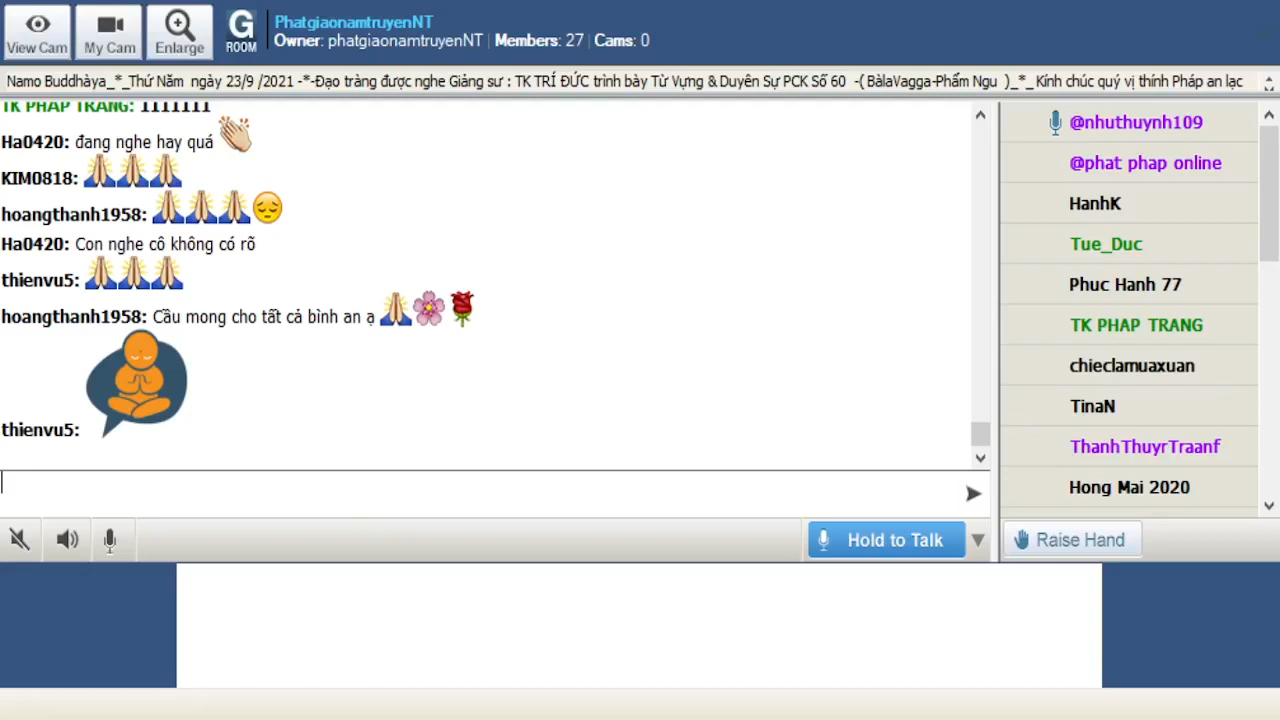 View Cam
My Cam
Enlarge
G
ROOM
PhatgiaonamtruyenNT
Owner: phatgiaonamtruyenNT | Members: 27 | Cams: 0
Namo Buddhàya_*_Thứ Năm ngày 23/9 /2021 -*-Đạo tràng được nghe Giảng sư : TK TRÍ ĐỨC trình bày Từ Vựng & Duyên Sự PCK Số 60 -( BàlaVagga-Phẩm Ngu )_*_ Kính chúc quý vị thính Pháp an lạc
TK PHAP TRANG: 1111111
Ha0420: đang nghe hay quá
KIM0818:
hoangthanh1958:
Ha0420: Con nghe cô không có rõ
thienvu5:
hoangthanh1958: Cầu mong cho tất cả bình an ạ
thienvu5:
Hold to Talk
@nhuthuynh109
@phat phap online
HanhK
Tue_Duc
Phuc Hanh 77
TK PHAP TRANG
chieclamuaxuan
TinaN
ThanhThuyrTraanf
Hong Mai 2020
Raise Hand